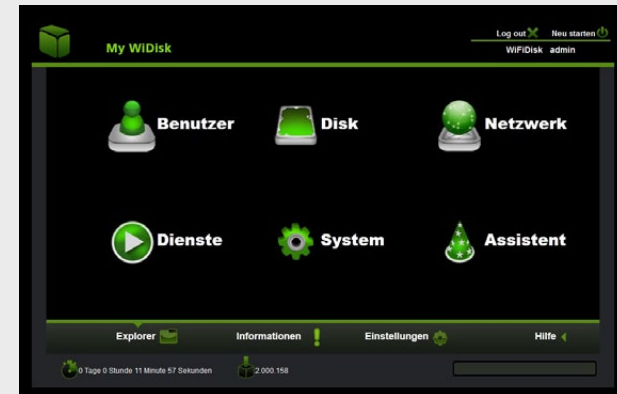 Log out Neu starten
My WiDisk
WiFiDisk admin
Benutzer Disk Netzwerk
Dienste System Assistent
Explorer Informationen Einstellungen Hilfe
0 Tage 0 Stunde 11 Minute 57 Sekunden 2.000.158